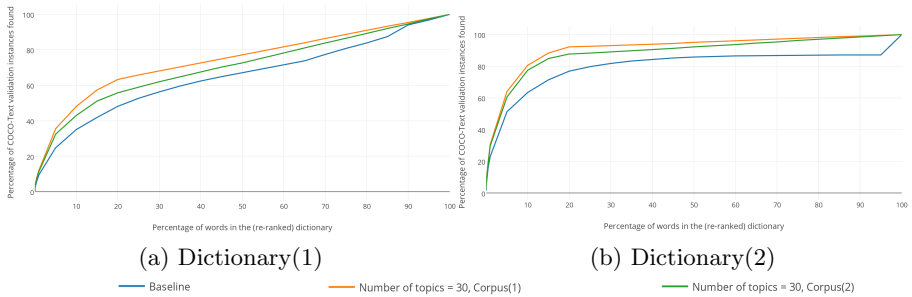 Percentage of COCO-Text validation instances found
100
80
60
40
20
0
10 20 30 40 50 60 70 80 90 100
Percentage of words in the (re-ranked) dictionary
(a) Dictionary(1)
Percentage of COCO-Text validation instances found
100
80
60
40
20
0
10 20 30 40 50 60 70 80 90 100
Percentage of words in the (re-ranked) dictionary
(b) Dictionary(2)
Baseline Number of topics = 30, Corpus(1) Number of topics = 30, Corpus(2)